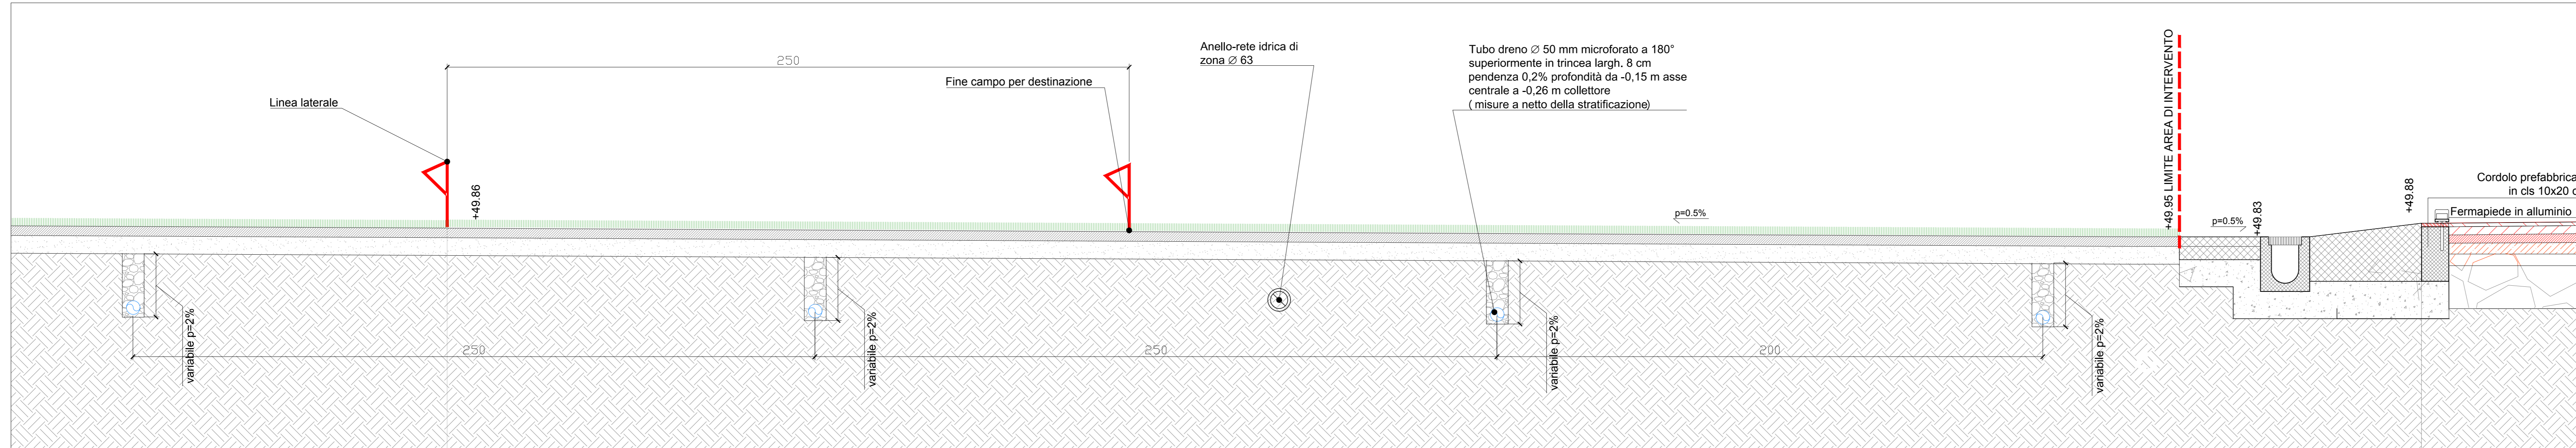 250
Linea laterale
Fine campo per destinazione
Anello-rete idrica di
zona ∅ 63
Tubo dreno ∅ 50 mm microforato a 180°
superiormente in trincea largh. 8 cm
pendenza 0,2% profondità da -0,15 m asse
centrale a -0,26 m collettore
( misure a netto della stratificazione)
+49.86
p=0.5%
+49.95 LIMITE AREA DI INTERVENTO
p=0.5%
+49.83
+49.88
Cordolo prefabbrica
in cls 10x20 c
Fermapiede in alluminio
variabile p=2%
250
variabile p=2%
250
variabile p=2%
200
variabile p=2%